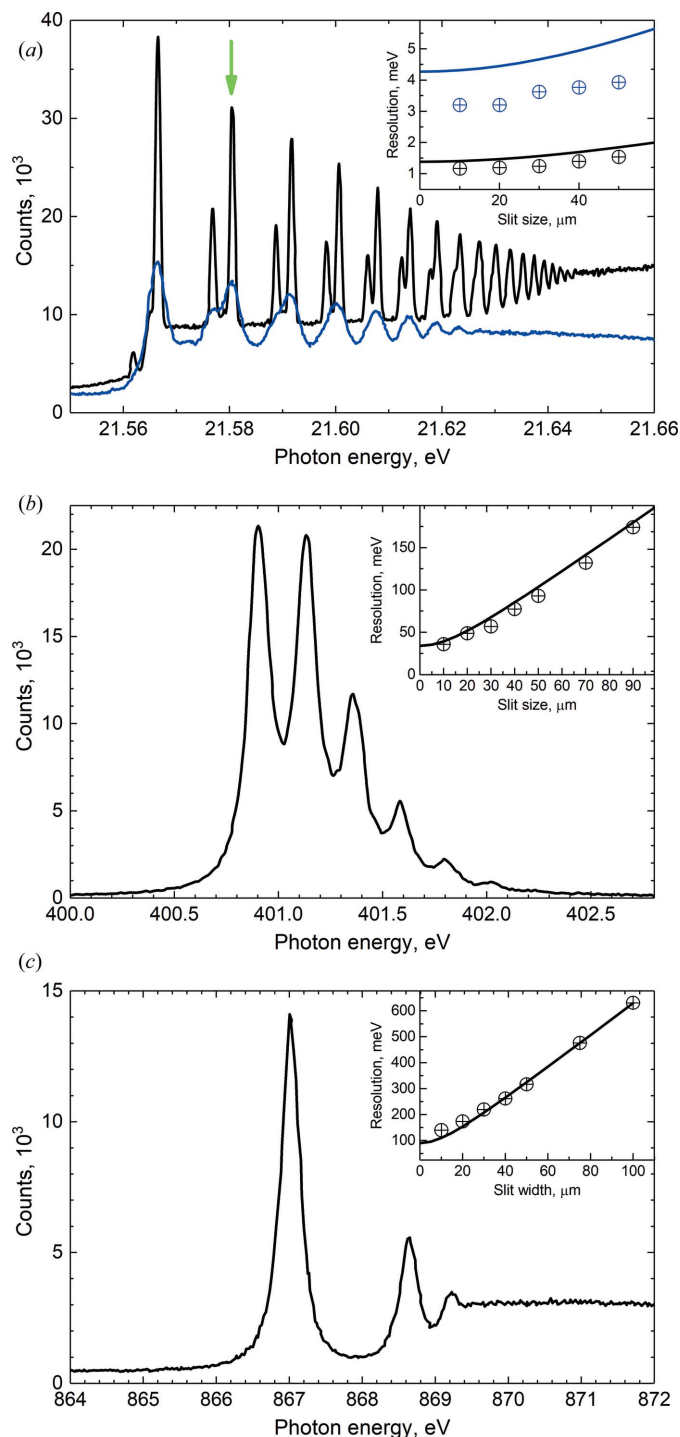 (a)
40
30
20
10
0
Counts, 10³
21.56 21.58 21.60 21.62 21.64 21.66
Photon energy, eV
5
4
3
2
1
Resolution, meV
0 20 40
Slit size, μm
(b)
20
15
10
5
0
Counts, 10³
400.0 400.5 401.0 401.5 402.0 402.5
Photon energy, eV
150
100
50
0
Resolution, meV
0 10 20 30 40 50 60 70 80 90
Slit size, μm
(c)
15
10
5
0
Counts, 10³
864 865 866 867 868 869 870 871 872
Photon energy, eV
600
500
400
300
200
100
Resolution, meV
0 20 40 60 80 100
Slit width, μm